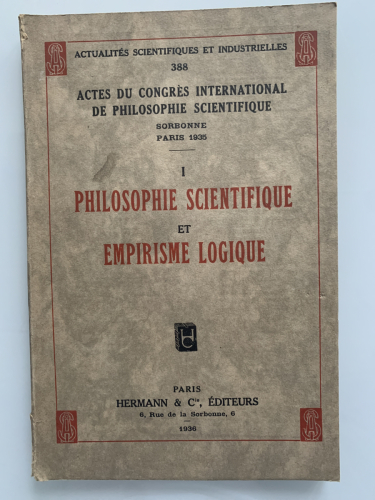 ACTUALITÉS SCIENTIFIQUES ET INDUSTRIELLES
388
ACTES DU CONGRÈS INTERNATIONAL
DE PHILOSOPHIE SCIENTIFIQUE
SORBONNE
PARIS 1935
I
PHILOSOPHIE SCIENTIFIQUE
ET
EMPIRISME LOGIQUE
HC
PARIS
HERMANN & Cie, ÉDITEURS
6, Rue de la Sorbonne, 6
1936